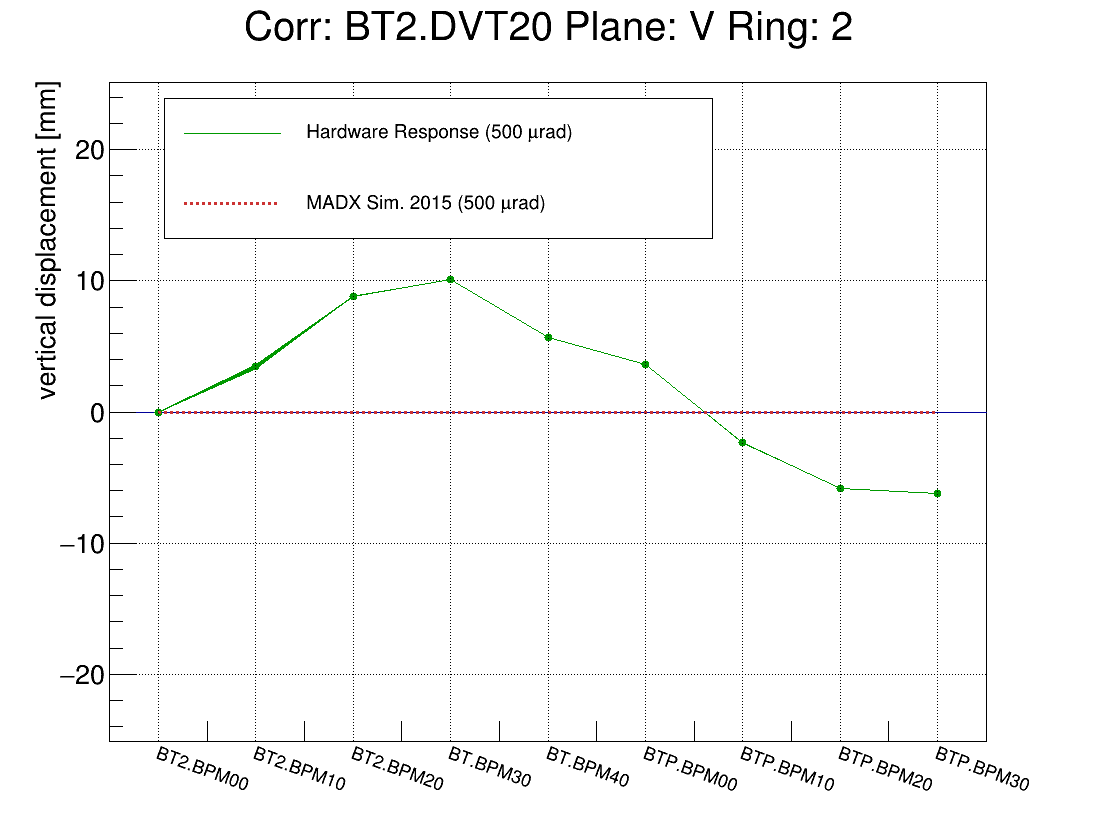 Corr: BT2.DVT20 Plane: V Ring: 2
vertical displacement [mm]
Hardware Response (500 μrad)
MADX Sim. 2015 (500 μrad)
20
10
0
−10
−20
BT2.BPM00
BT2.BPM10
BT2.BPM20
BT.BPM30
BT.BPM40
BTP.BPM00
BTP.BPM10
BTP.BPM20
BTP.BPM30